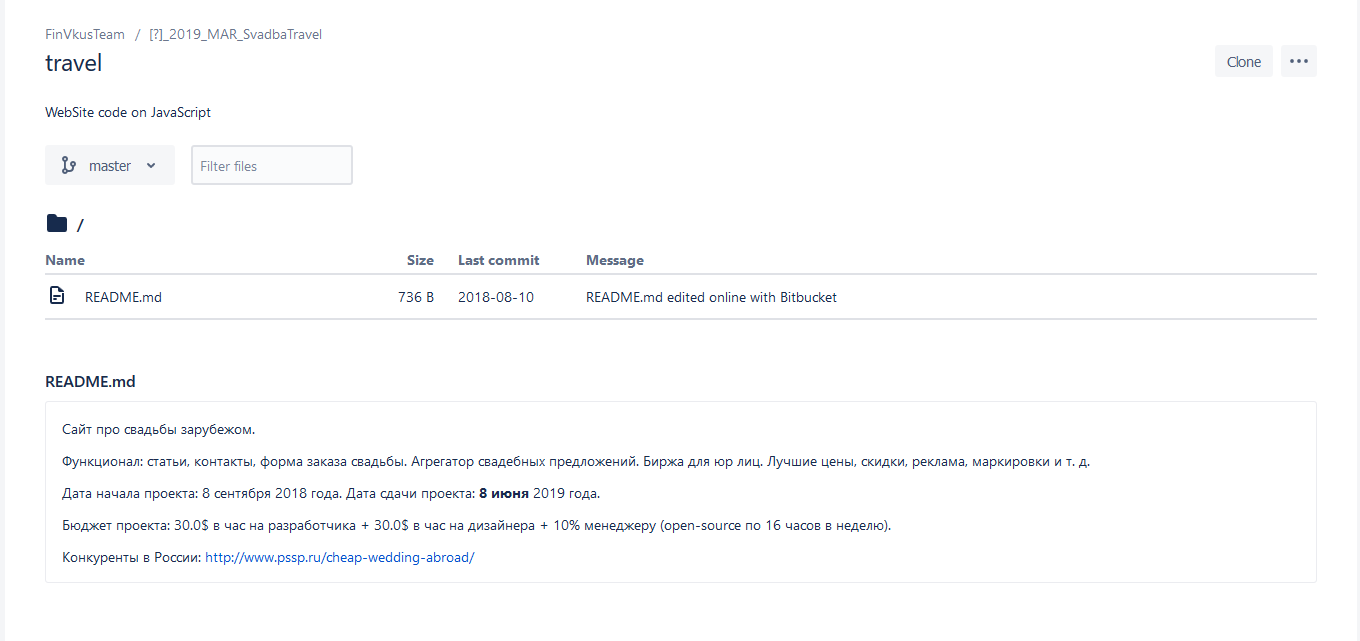 FinVkusTeam / [?]_2019_MAR_SvadbaTravel
travel
Clone
WebSite code on JavaScript
master
Filter files
/
Name Size Last commit Message
README.md 736 B 2018-08-10 README.md edited online with Bitbucket
README.md
Сайт про свадьбы зарубежом.
Функционал: статьи, контакты, форма заказа свадьбы. Агрегатор свадебных предложений. Биржа для юр лиц. Лучшие цены, скидки, реклама, маркировки и т. д.
Дата начала проекта: 8 сентября 2018 года. Дата сдачи проекта: 8 июня 2019 года.
Бюджет проекта: 30.0$ в час на разработчика + 30.0$ в час на дизайнера + 10% менеджеру (open-source по 16 часов в неделю).
Конкуренты в России: http://www.pssp.ru/cheap-wedding-abroad/